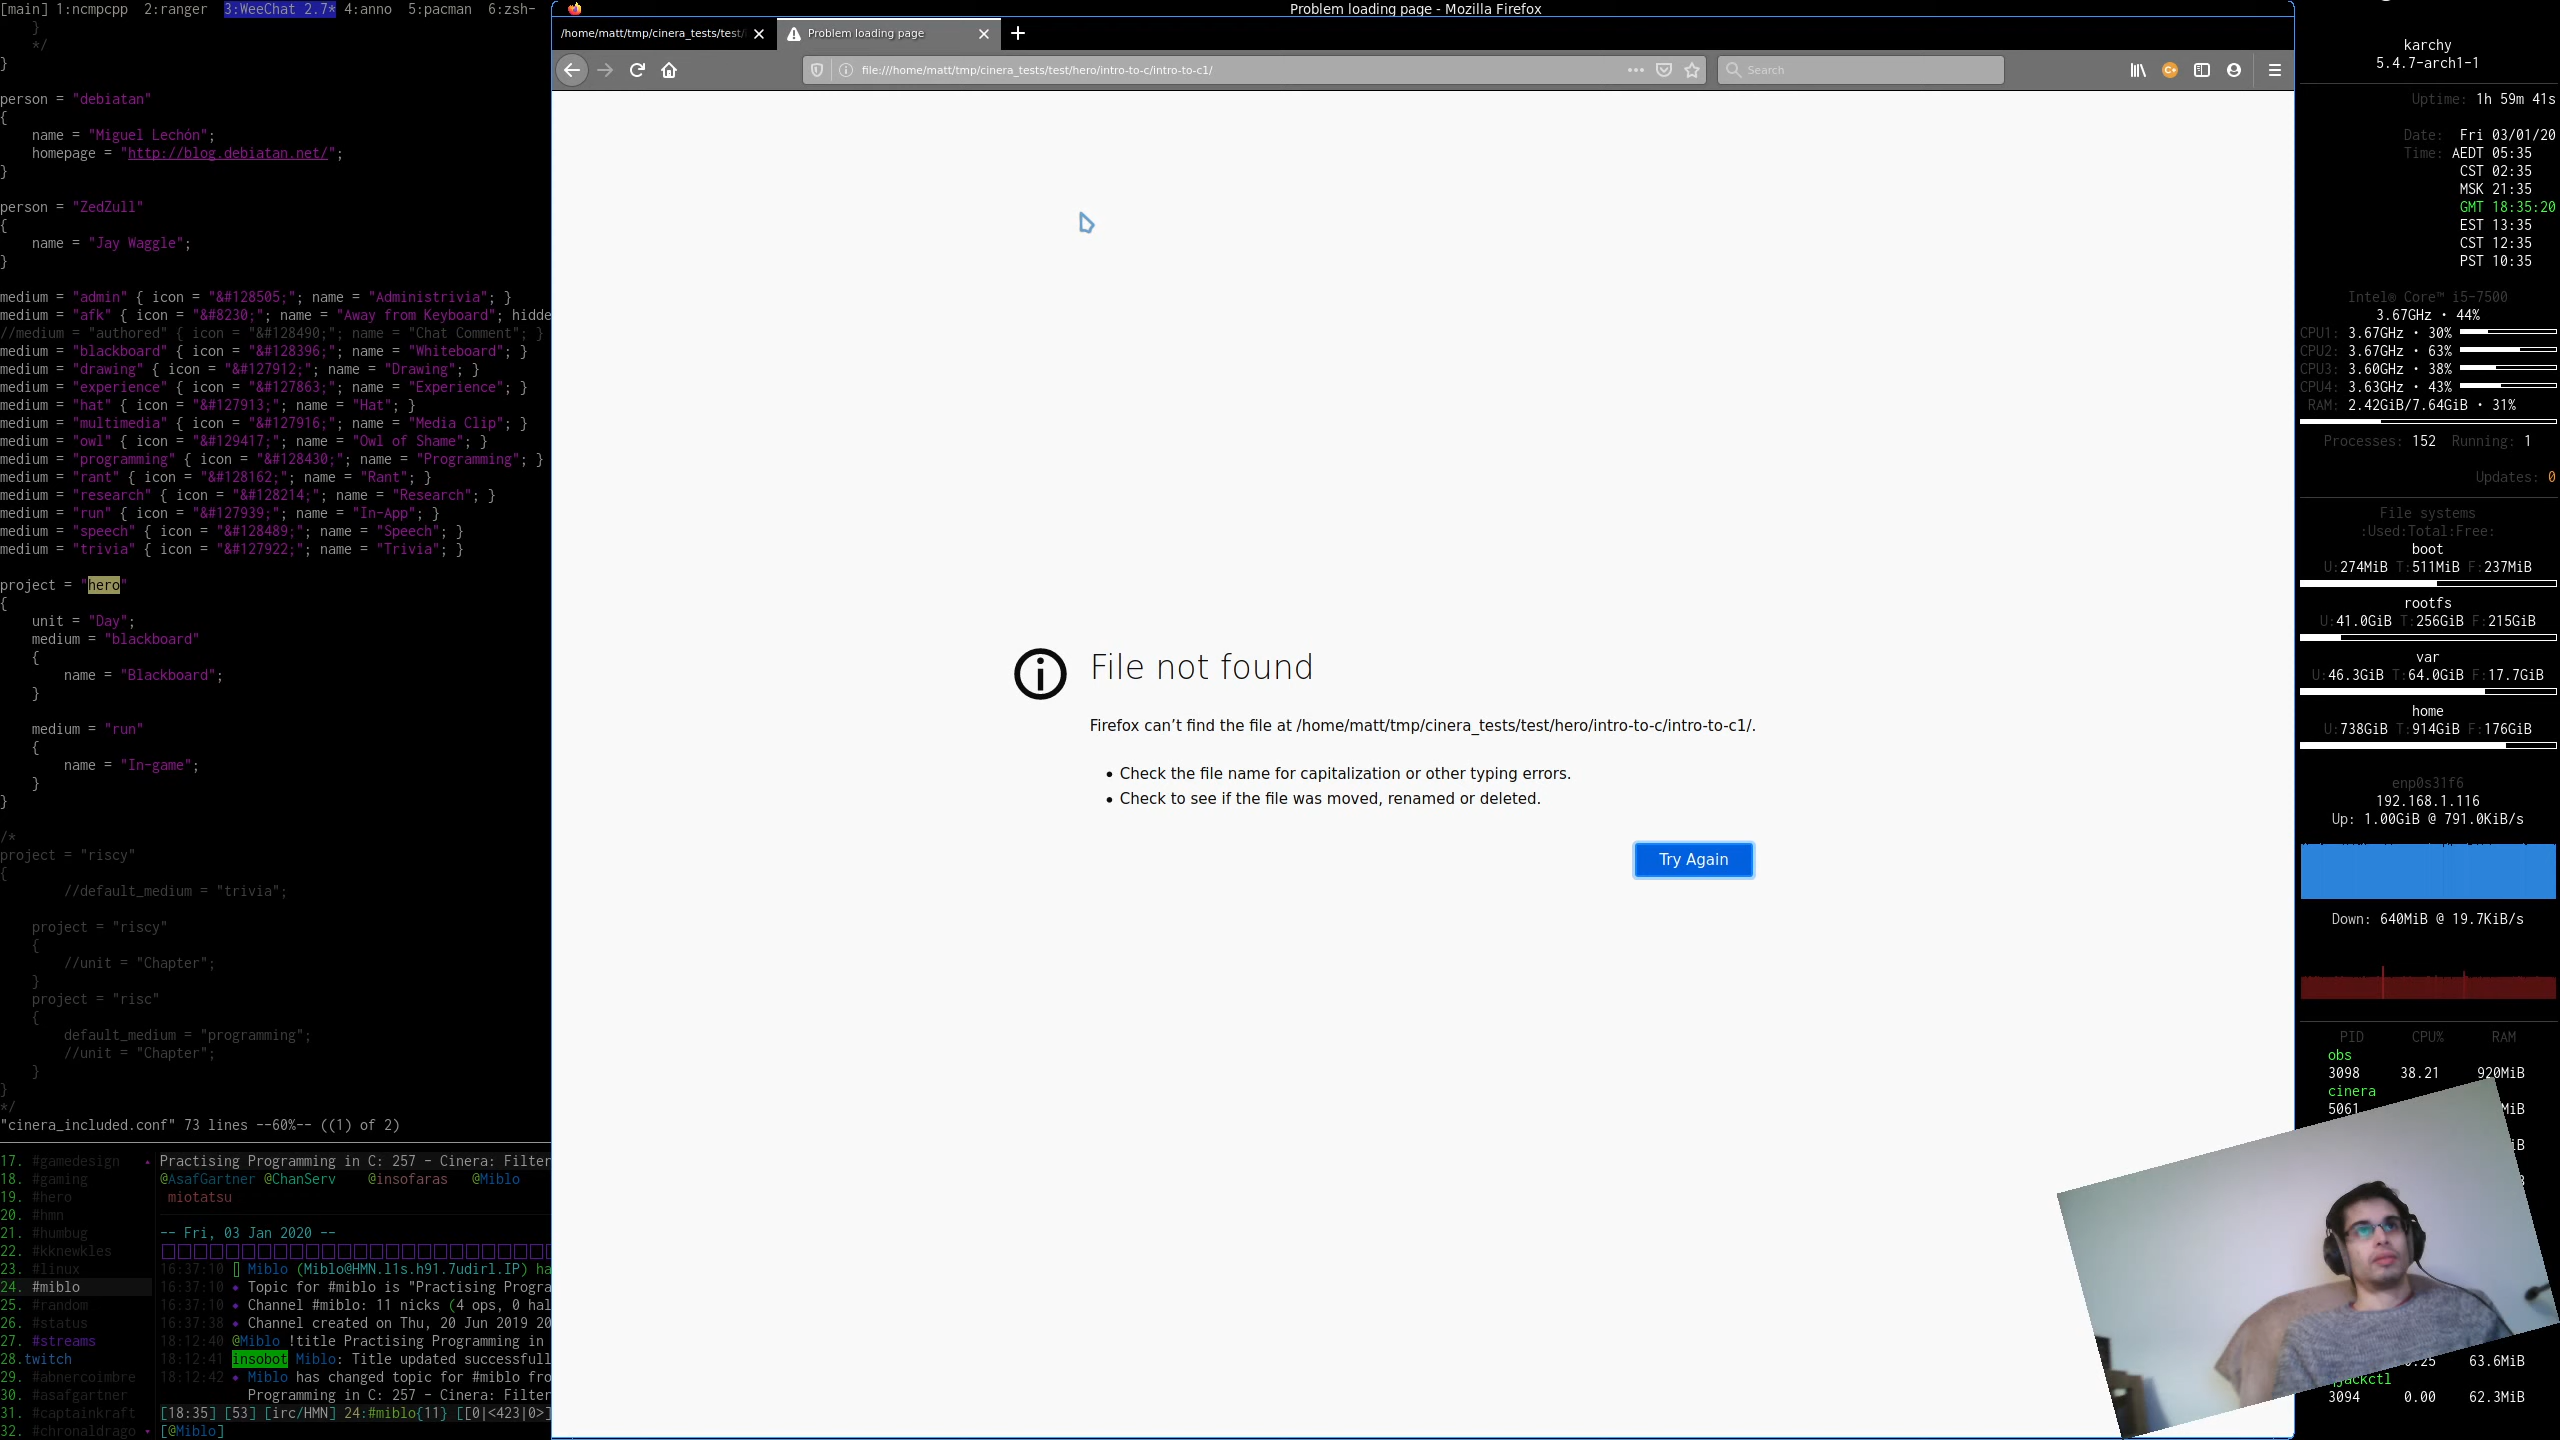 [main] 1:ncmpcpp  2:ranger  3:WeeChat 2.7* 4:anno  5:pacman  6:zsh-
    }
    */
}
person = "debiatan"
{
    name = "Miguel Lechón";
    homepage = "http://blog.debiatan.net/";
}
person = "ZedZull"
{
    name = "Jay Waggle";
}
medium = "admin" { icon = "&#128505;"; name = "Administrivia"; }
medium = "afk" { icon = "&#8230;"; name = "Away from Keyboard"; hidde
//medium = "authored" { icon = "&#128490;"; name = "Chat Comment"; }
medium = "blackboard" { icon = "&#128396;"; name = "Whiteboard"; }
medium = "drawing" { icon = "&#127912;"; name = "Drawing"; }
medium = "experience" { icon = "&#127863;"; name = "Experience"; }
medium = "hat" { icon = "&#127913;"; name = "Hat"; }
medium = "multimedia" { icon = "&#127916;"; name = "Media Clip"; }
medium = "owl" { icon = "&#129417;"; name = "Owl of Shame"; }
medium = "programming" { icon = "&#128430;"; name = "Programming"; }
medium = "rant" { icon = "&#128162;"; name = "Rant"; }
medium = "research" { icon = "&#128214;"; name = "Research"; }
medium = "run" { icon = "&#127939;"; name = "In-App"; }
medium = "speech" { icon = "&#128489;"; name = "Speech"; }
medium = "trivia" { icon = "&#127922;"; name = "Trivia"; }
project = "hero"
{
    unit = "Day";
    medium = "blackboard"
    {
        name = "Blackboard";
    }
    medium = "run"
    {
        name = "In-game";
    }
}
/*
project = "riscy"
{
        //default_medium = "trivia";
    project = "riscy"
    {
        //unit = "Chapter";
    }
    project = "risc"
    {
        default_medium = "programming";
        //unit = "Chapter";
    }
}
*/
"cinera_included.conf" 73 lines --60%-- ((1) of 2)
17. #gamedesign
18. #gaming
19. #hero
20. #hmn
21. #humbug
22. #kknewkles
23. #linux
24. #miblo
25. #random
26. #status
27. #streams
28.twitch
29. #abnercoimbre
30. #asafgartner
31. #captainkraft
32. #chronaldrago
Practising Programming in C: 257 - Cinera: Filter
@AsafGartner @ChanServ    @insofaras   @Miblo
miotatsu
-- Fri, 03 Jan 2020 --
16:37:10 Miblo (Miblo@HMN.l1s.h91.7udirl.IP) ha
16:37:10 Topic for #miblo is "Practising Progra
16:37:10 Channel #miblo: 11 nicks (4 ops, 0 hal
16:37:38 Channel created on Thu, 20 Jun 2019 20
18:12:40 @Miblo !title Practising Programming in
18:12:41 insobot Miblo: Title updated successfull
18:12:42 Miblo has changed topic for #miblo fro
Programming in C: 257 - Cinera: Filter
[18:35] [53] [irc/HMN] 24:#miblo{11} [[0|<423|0>]
[@Miblo]
Problem loading page - Mozilla Firefox
/home/matt/tmp/cinera_tests/test/
Problem loading page
file:///home/matt/tmp/cinera_tests/test/hero/intro-to-c/intro-to-c1/
Search
File not found
Firefox can’t find the file at /home/matt/tmp/cinera_tests/test/hero/intro-to-c/intro-to-c1/.
• Check the file name for capitalization or other typing errors.
• Check to see if the file was moved, renamed or deleted.
Try Again
karchy
5.4.7-arch1-1
Uptime: 1h 59m 41s
Date: Fri 03/01/20
Time: AEDT 05:35
CST 02:35
MSK 21:35
GMT 18:35:20
EST 13:35
CST 12:35
PST 10:35
Intel® Core™ i5-7500
3.67GHz • 44%
CPU1: 3.67GHz • 30%
CPU2: 3.67GHz • 63%
CPU3: 3.60GHz • 38%
CPU4: 3.63GHz • 43%
RAM: 2.42GiB/7.64GiB • 31%
Processes: 152  Running: 1
Updates: 0
File systems
:Used:Total:Free:
boot
U:274MiB T:511MiB F:237MiB
rootfs
U:41.0GiB T:256GiB F:215GiB
var
U:46.3GiB T:64.0GiB F:17.7GiB
home
U:738GiB T:914GiB F:176GiB
enp0s31f6
192.168.1.116
Up: 1.00GiB @ 791.0KiB/s
Down: 640MiB @ 19.7KiB/s
PID  CPU%  RAM
obs
3098  38.21  920MiB
cinera
5061
63.6MiB
3094  0.00  62.3MiB